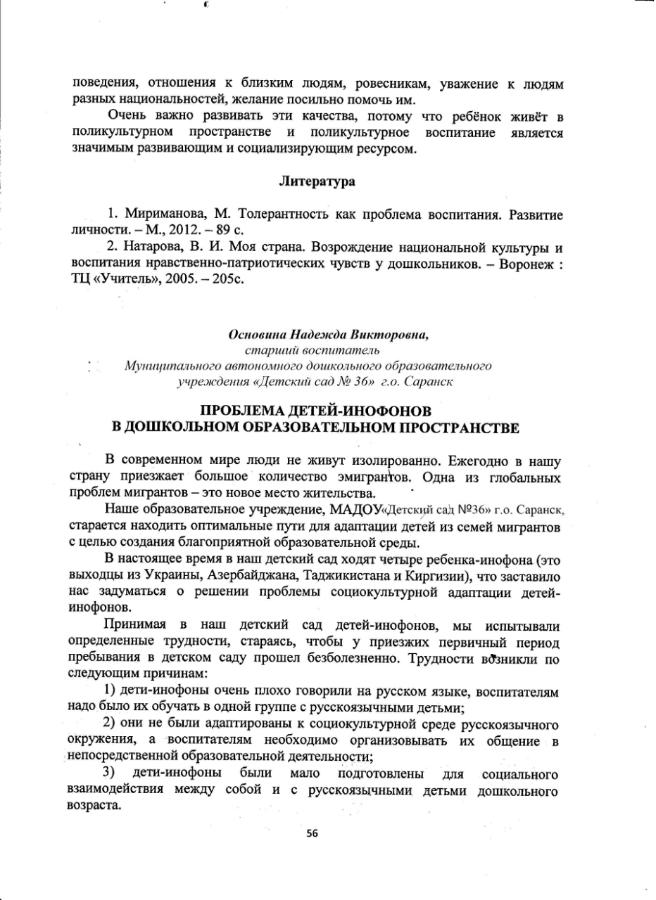 поведения, отношения к близким людям, ровесникам, уважение к людям
разных национальностей, желание посильно помочь им.
Очень важно развивать эти качества, потому что ребёнок живёт в
поликультурном пространстве и поликультурное воспитание является
значимым развивающим и социализирующим ресурсом.
Литература
1. Мириманова, М. Толерантность как проблема воспитания. Развитие
личности. – М., 2012. – 89 с.
2. Натарова, В. И. Моя страна. Возрождение национальной культуры и
воспитания нравственно-патриотических чувств у дошкольников. – Воронеж :
ТЦ «Учитель», 2005. – 205с.
Основина Надежда Викторовна,
старший воспитатель
Муниципального автономного дошкольного образовательного
учреждения «Детский сад № 36» г.о. Саранск
ПРОБЛЕМА ДЕТЕЙ-ИНОФОНОВ
В ДОШКОЛЬНОМ ОБРАЗОВАТЕЛЬНОМ ПРОСТРАНСТВЕ
В современном мире люди не живут изолированно. Ежегодно в нашу
страну приезжает большое количество эмигрантов. Одна из глобальных
проблем мигрантов – это новое место жительства.
Наше образовательное учреждение, МАДОУ«Детский сад №36» г.о. Саранск,
старается находить оптимальные пути для адаптации детей из семей мигрантов
с целью создания благоприятной образовательной среды.
В настоящее время в наш детский сад ходят четыре ребенка-инофона (это
выходцы из Украины, Азербайджана, Таджикистана и Киргизии), что заставило
нас задуматься о решении проблемы социокультурной адаптации детей-
инофонов.
Принимая в наш детский сад детей-инофонов, мы испытывали
определенные трудности, стараясь, чтобы у приезжих первичный период
пребывания в детском саду прошел безболезненно. Трудности возникли по
следующим причинам:
1) дети-инофоны очень плохо говорили на русском языке, воспитателям
надо было их обучать в одной группе с русскоязычными детьми;
2) они не были адаптированы к социокультурной среде русскоязычного
окружения, а воспитателям необходимо организовывать их общение в
непосредственной образовательной деятельности;
3) дети-инофоны были мало подготовлены для социального
взаимодействия между собой и с русскоязычными детьми дошкольного
возраста.
56